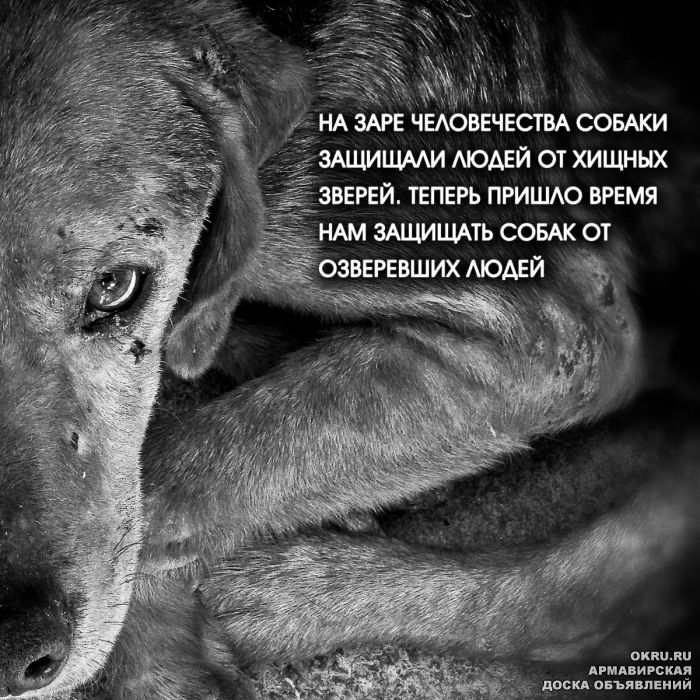 НА ЗАРЕ ЧЕЛОВЕЧЕСТВА СОБАКИ
ЗАЩИЩАЛИ ЛЮДЕЙ ОТ ХИЩНЫХ
ЗВЕРЕЙ. ТЕПЕРЬ ПРИШЛО ВРЕМЯ
НАМ ЗАЩИЩАТЬ СОБАК ОТ
ОЗВЕРЕВШИХ ЛЮДЕЙ
OKRU.RU
АРМАВИРСКАЯ
ДОСКА ОБЪЯВЛЕНИЙ